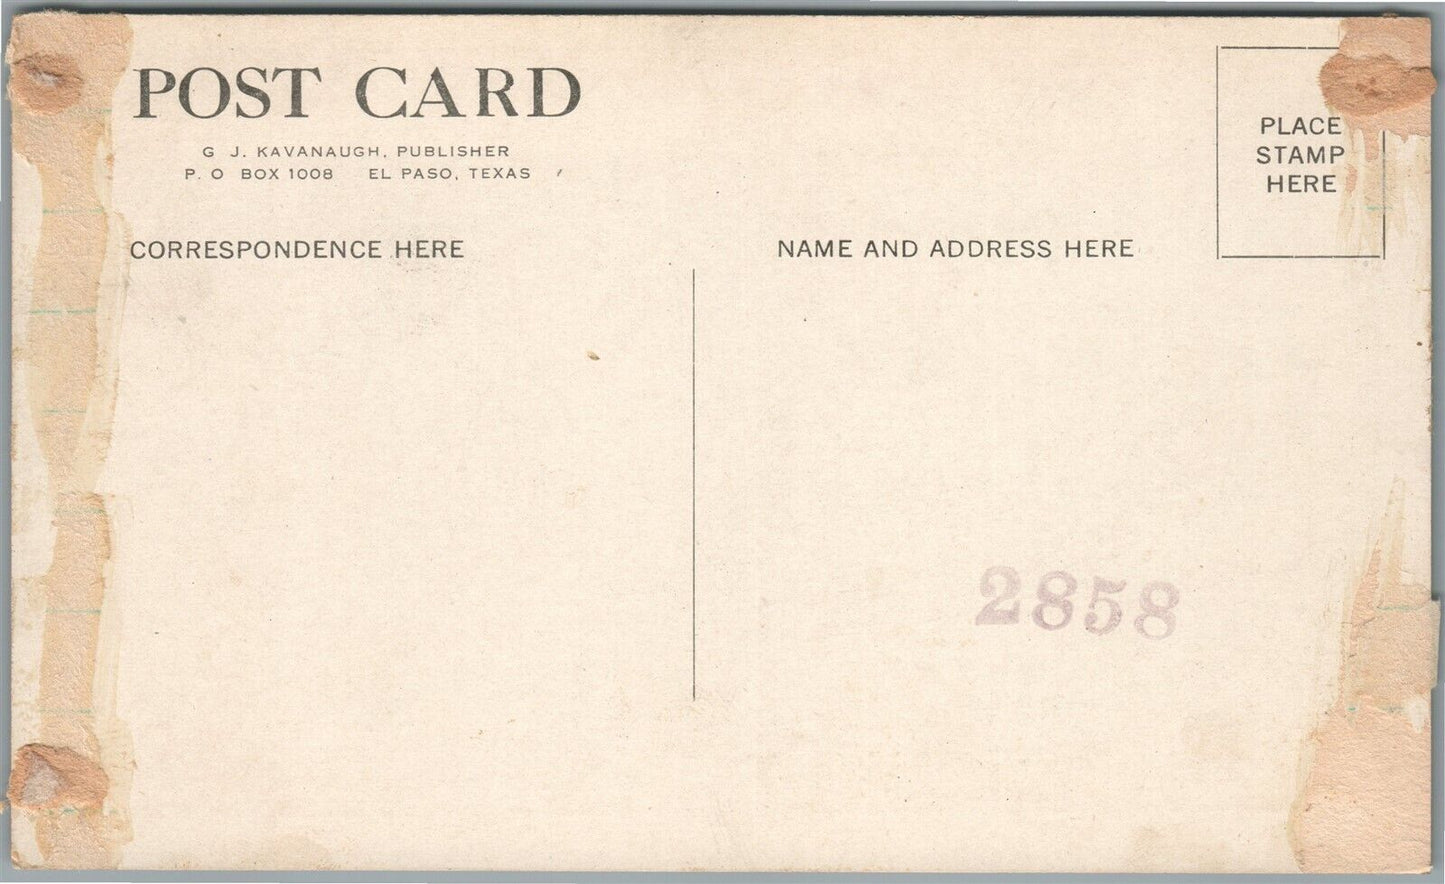 POST CARD
G J. KAVANAUGH, PUBLISHER
P. O BOX 1008 EL PASO, TEXAS
PLACE
STAMP
HERE
CORRESPONDENCE HERE
NAME AND ADDRESS HERE
2858